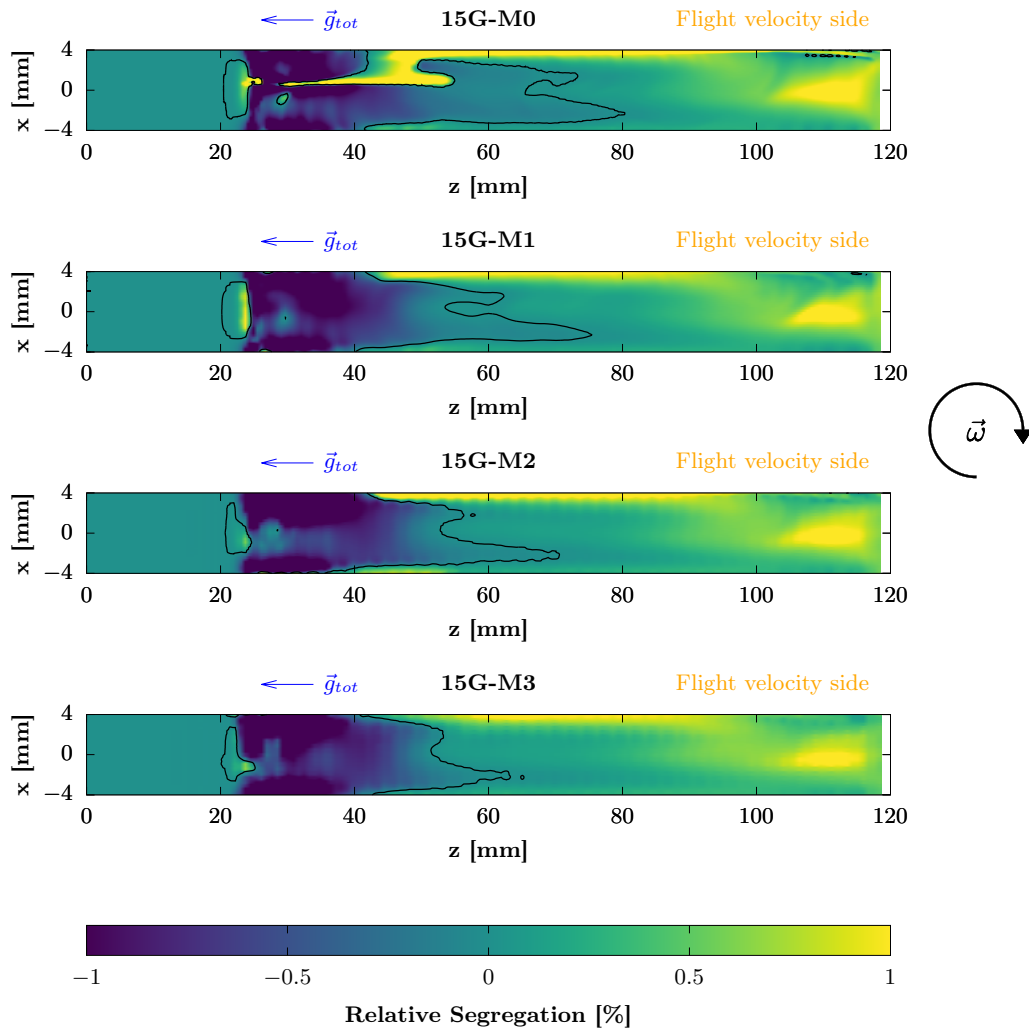 g⃗tot 15G-M0 Flight velocity side
x [mm]
4
0
−4
0 20 40 60 80 100 120
z [mm]
g⃗tot 15G-M1 Flight velocity side
x [mm]
4
0
−4
0 20 40 60 80 100 120
z [mm]
ω⃗
g⃗tot 15G-M2 Flight velocity side
x [mm]
4
0
−4
0 20 40 60 80 100 120
z [mm]
g⃗tot 15G-M3 Flight velocity side
x [mm]
4
0
−4
0 20 40 60 80 100 120
z [mm]
−1 −0.5 0 0.5 1
Relative Segregation [%]